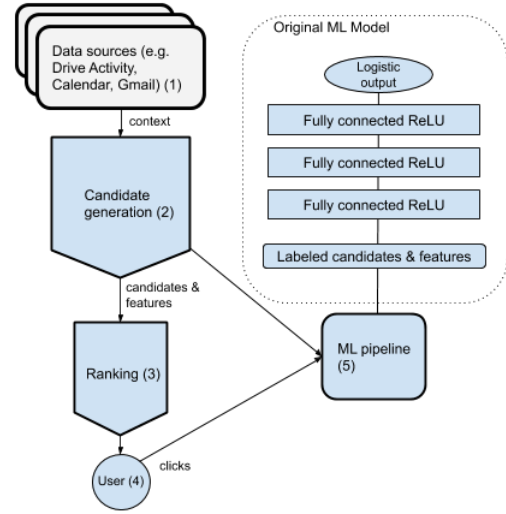 Data sources (e.g.
Drive Activity,
Calendar, Gmail) (1)
context
Candidate
generation (2)
candidates &
features
Ranking (3)
User (4)
clicks
Original ML Model
Logistic
output
Fully connected ReLU
Fully connected ReLU
Fully connected ReLU
Labeled candidates & features
ML pipeline
(5)